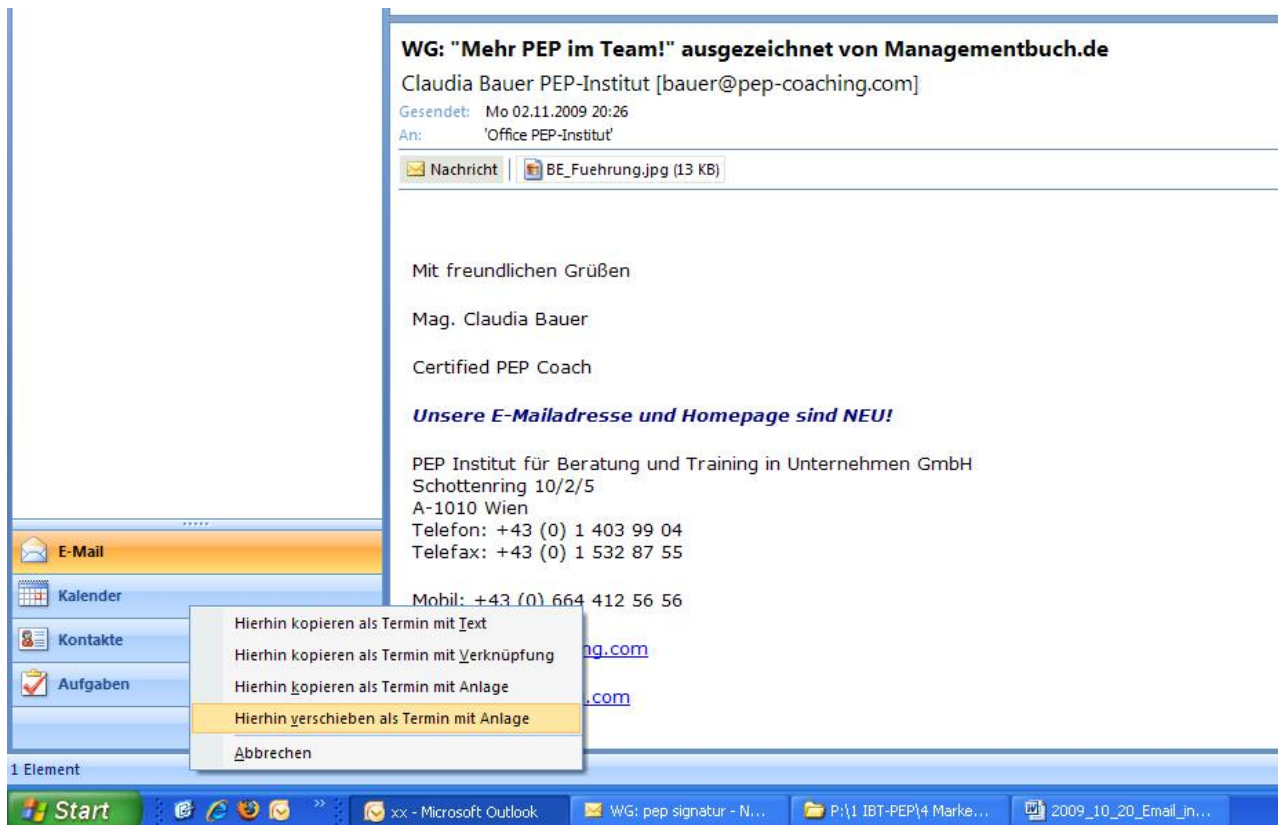 WG: "Mehr PEP im Team!" ausgezeichnet von Managementbuch.de
Claudia Bauer PEP-Institut [bauer@pep-coaching.com]
Gesendet: Mo 02.11.2009 20:26
An: 'Office PEP-Institut'
Nachricht BE_Fuehrung.jpg (13 KB)
Mit freundlichen Grüßen
Mag. Claudia Bauer
Certified PEP Coach
Unsere E-Mailadresse und Homepage sind NEU!
PEP Institut für Beratung und Training in Unternehmen GmbH
Schottenring 10/2/5
A-1010 Wien
Telefon: +43 (0) 1 403 99 04
Telefax: +43 (0) 1 532 87 55
Mobil: +43 (0) 664 412 56 56
ng.com
.com
E-Mail
Kalender
Kontakte
Aufgaben
Hierhin kopieren als Termin mit Text
Hierhin kopieren als Termin mit Verknüpfung
Hierhin kopieren als Termin mit Anlage
Hierhin verschieben als Termin mit Anlage
Abbrechen
1 Element
Start xx - Microsoft Outlook WG: pep signatur - N... P:\1 IBT-PEP\4 Marke... 2009_10_20_Email_in...